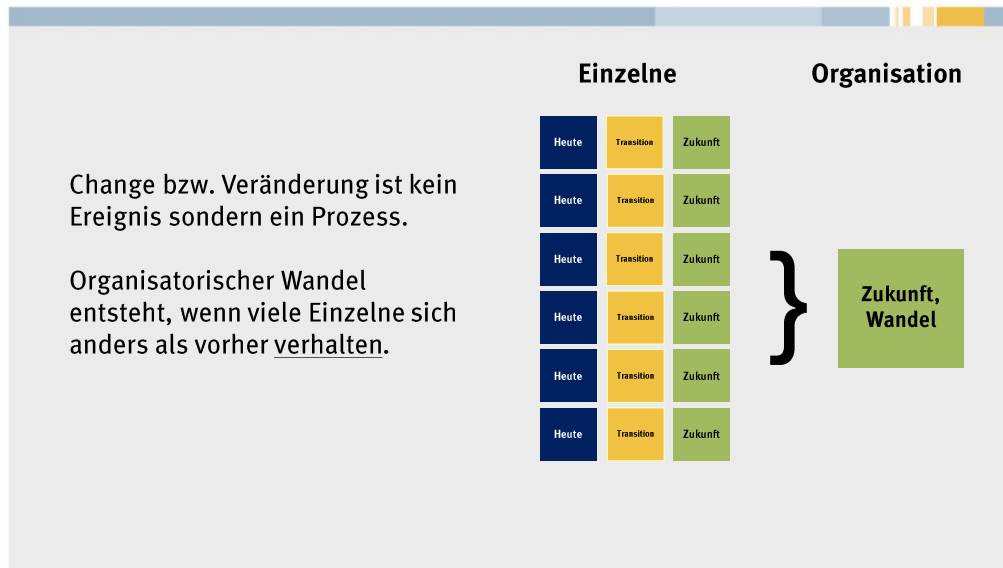 Einzelne
Organisation
Change bzw. Veränderung ist kein
Ereignis sondern ein Prozess.
Organisatorischer Wandel
entsteht, wenn viele Einzelne sich
anders als vorher verhalten.
Heute Transition Zukunft
Heute Transition Zukunft
Heute Transition Zukunft
Heute Transition Zukunft
Heute Transition Zukunft
Heute Transition Zukunft
}
Zukunft,
Wandel